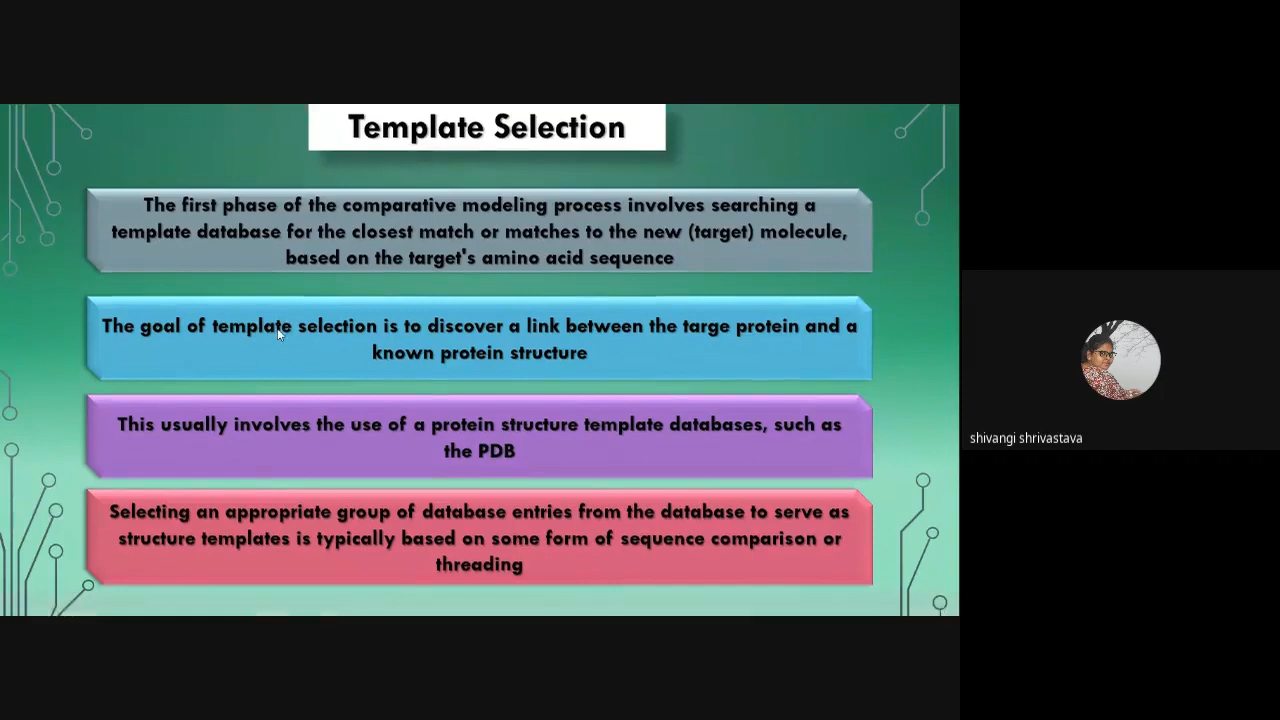 Template Selection
The first phase of the comparative modeling process involves searching a
template database for the closest match or matches to the new (target) molecule,
based on the target's amino acid sequence
The goal of template selection is to discover a link between the targe protein and a
known protein structure
This usually involves the use of a protein structure template databases, such as
the PDB
Selecting an appropriate group of database entries from the database to serve as
structure templates is typically based on some form of sequence comparison or
threading
shivangi shrivastava